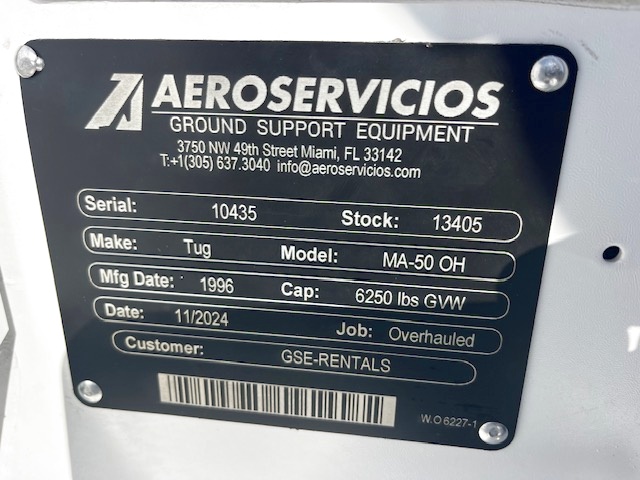 AEROSERVICIOS
GROUND SUPPORT EQUIPMENT
3750 NW 49th Street Miami, FL 33142
T:+1(305) 637.3040 info@aeroservicios.com
Serial: 10435 Stock: 13405
Make: Tug Model: MA-50 OH
Mfg Date: 1996 Cap: 6250 lbs GVW
Date: 11/2024 Job: Overhauled
Customer: GSE-RENTALS
W.O 6227-1